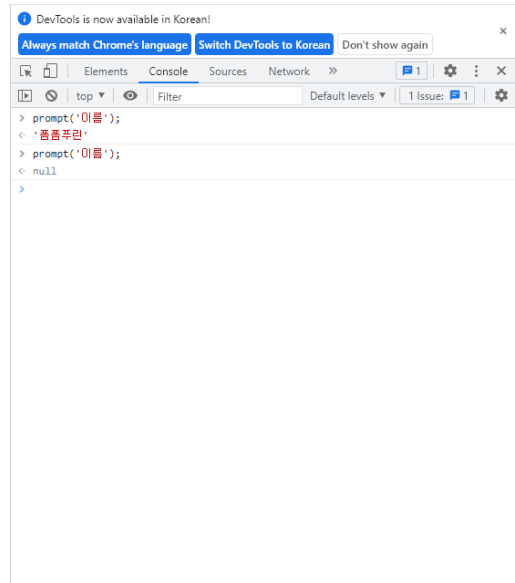 DevTools is now available in Korean!
Always match Chrome's language Switch DevTools to Korean Don't show again
Elements Console Sources Network 1
top Filter Default levels 1 Issue: 1
prompt('이름');
'폼폼푸린'
prompt('이름');
null